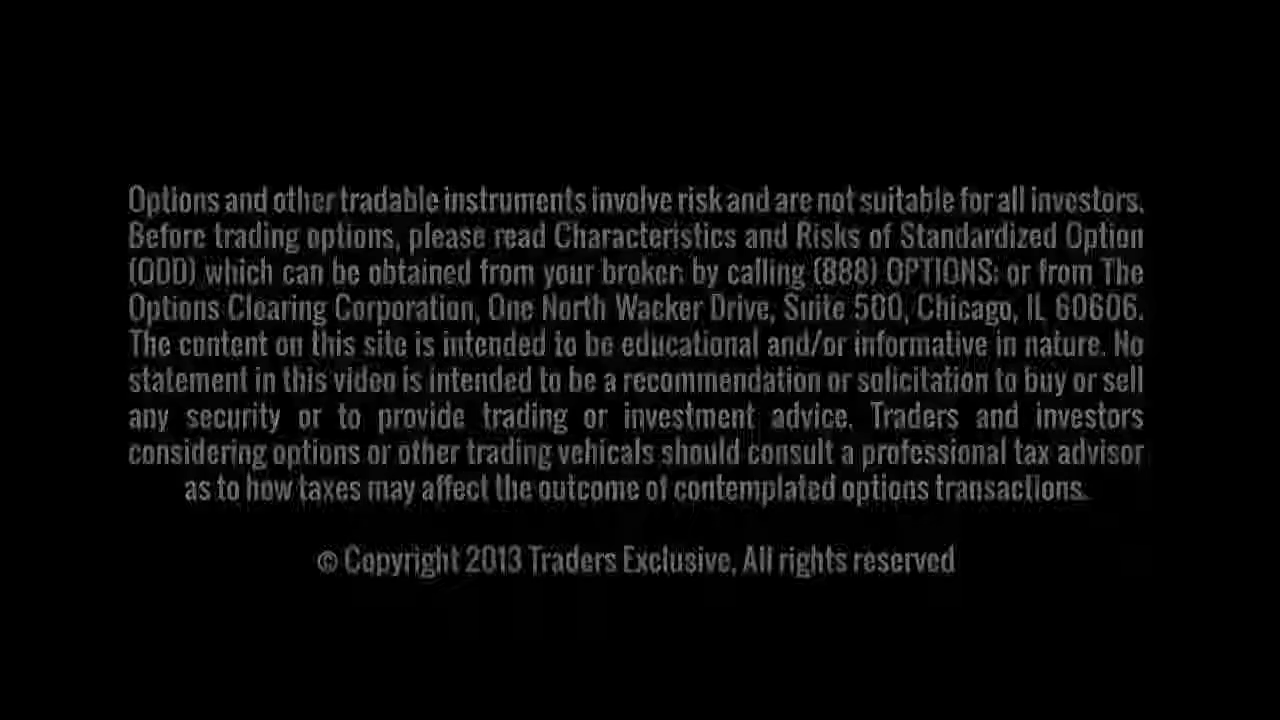 Options and other tradable instruments involve risk and are not suitable for all investors.
Before trading options, please read Characteristics and Risks of Standardized Option
(ODD) which can be obtained from your broker: by calling (888) OPTIONS: or from The
Options Clearing Corporation, One North Wacker Drive, Suite 500, Chicago, IL 60606.
The content on this site is intended to be educational and/or informative in nature. No
statement in this video is intended to be a recommendation or solicitation to buy or sell
any security or to provide trading or investment advice. Traders and investors
considering options or other trading vehicals should consult a professional tax advisor
as to how taxes may affect the outcome of contemplated options transactions.
© Copyright 2013 Traders Exclusive, All rights reserved